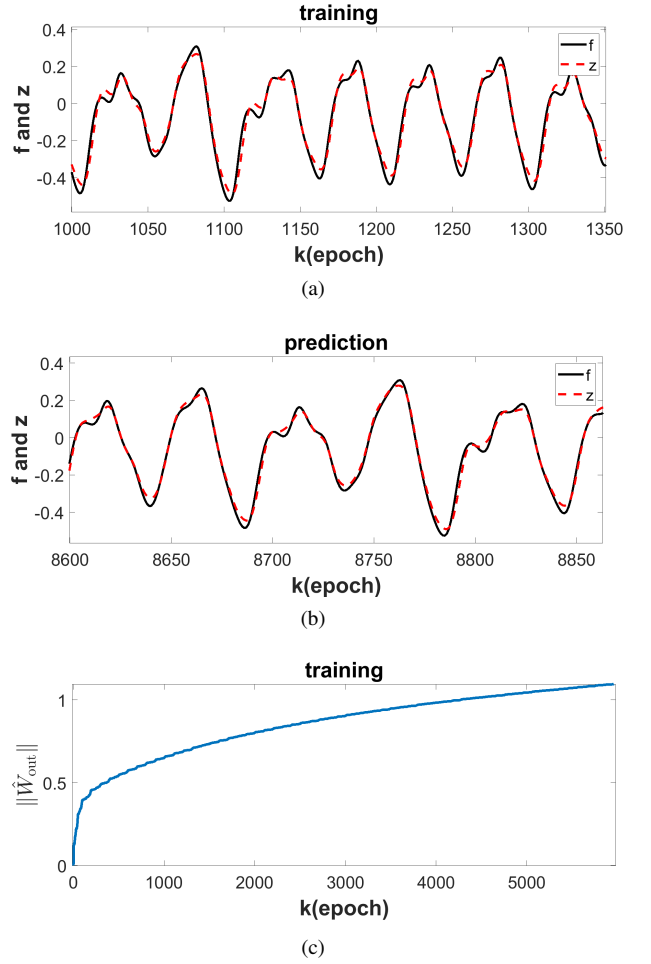 training
0.4
0.2
0
-0.2
-0.4
f and z
f
z
1000 1050 1100 1150 1200 1250 1300 1350
k(epoch)
(a)
prediction
0.4
0.2
0
-0.2
-0.4
f and z
f
z
8600 8650 8700 8750 8800 8850
k(epoch)
(b)
training
1
0.5
0
||Ŵout||
0 1000 2000 3000 4000 5000
k(epoch)
(c)